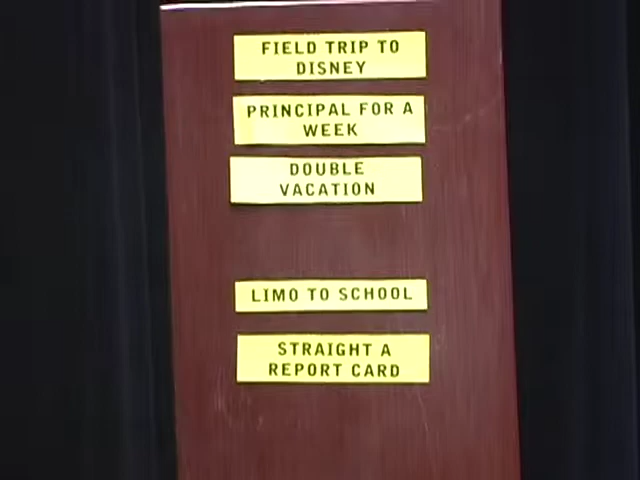 FIELD TRIP TO
DISNEY
PRINCIPAL FOR A
WEEK
DOUBLE
VACATION
LIMO TO SCHOOL
STRAIGHT A
REPORT CARD